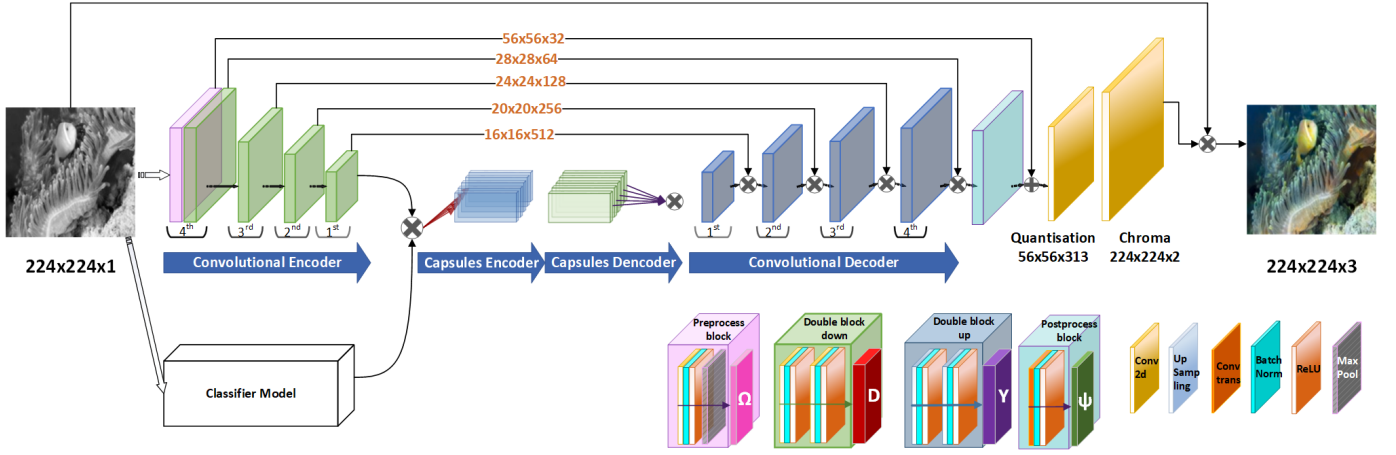 56x56x32
28x28x64
24x24x128
20x20x256
16x16x512
224x224x1
4th
3rd
2nd
1st
1st
2nd
3rd
4th
Convolutional Encoder
Capsules Encoder
Capsules Dencoder
Convolutional Decoder
Quantisation
56x56x313
Chroma
224x224x2
224x224x3
Classifier Model
Preprocess
block
Ω
Double block
down
D
Double block
up
Y
Postprocess
block
ψ
Conv
2d
Up
Samp
ling
Conv
trans
Batch
Norm
ReLU
Max
Pool